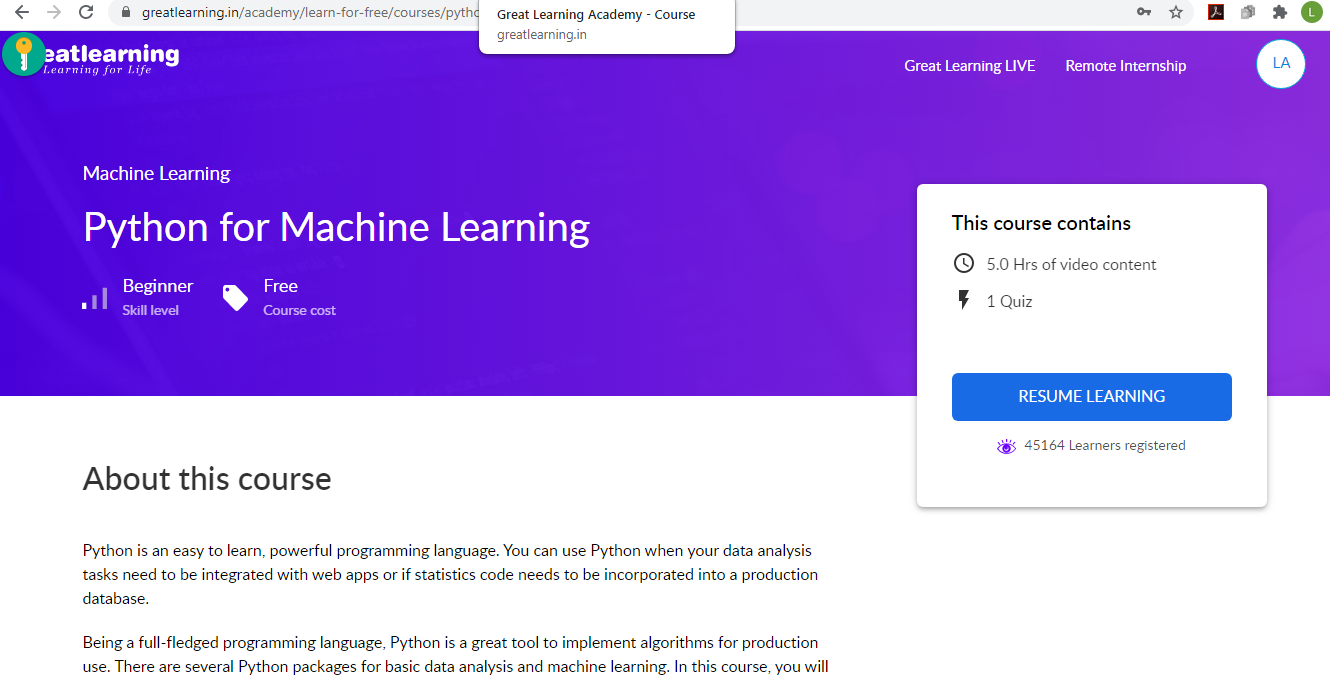 greatlearning.in/academy/learn-for-free/courses/pytho
Great Learning Academy - Course
greatlearning.in
L
eatlearning
Learning for Life
Great Learning LIVE
Remote Internship
LA
Machine Learning
Python for Machine Learning
Beginner
Skill level
Free
Course cost
This course contains
5.0 Hrs of video content
1 Quiz
RESUME LEARNING
45164 Learners registered
About this course
Python is an easy to learn, powerful programming language. You can use Python when your data analysis
tasks need to be integrated with web apps or if statistics code needs to be incorporated into a production
database.
Being a full-fledged programming language, Python is a great tool to implement algorithms for production
use. There are several Python packages for basic data analysis and machine learning. In this course, you will